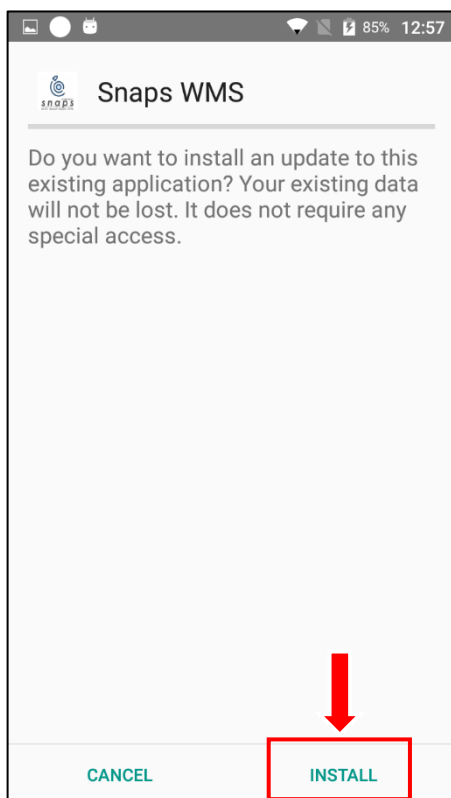 85% 12:57
snaps
Snaps WMS
Do you want to install an update to this
existing application? Your existing data
will not be lost. It does not require any
special access.
CANCEL INSTALL